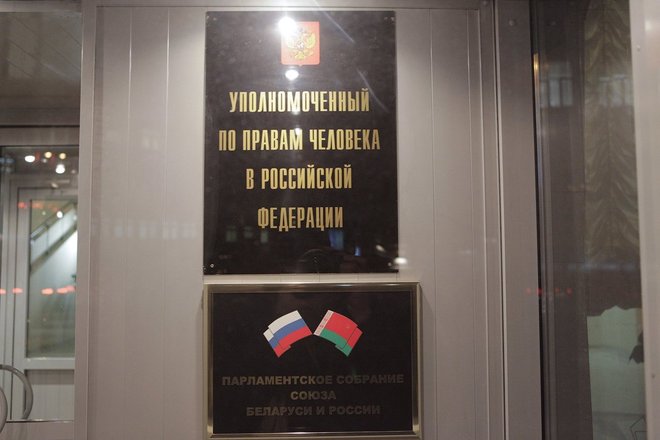 УПОЛНОМОЧЕННЫЙ
ПО ПРАВАМ ЧЕЛОВЕКА
В РОССИЙСКОЙ
ФЕДЕРАЦИИ
ПАРЛАМЕНТСКОЕ СОБРАНИЕ
СОЮЗА
БЕЛАРУСИ И РОССИИ